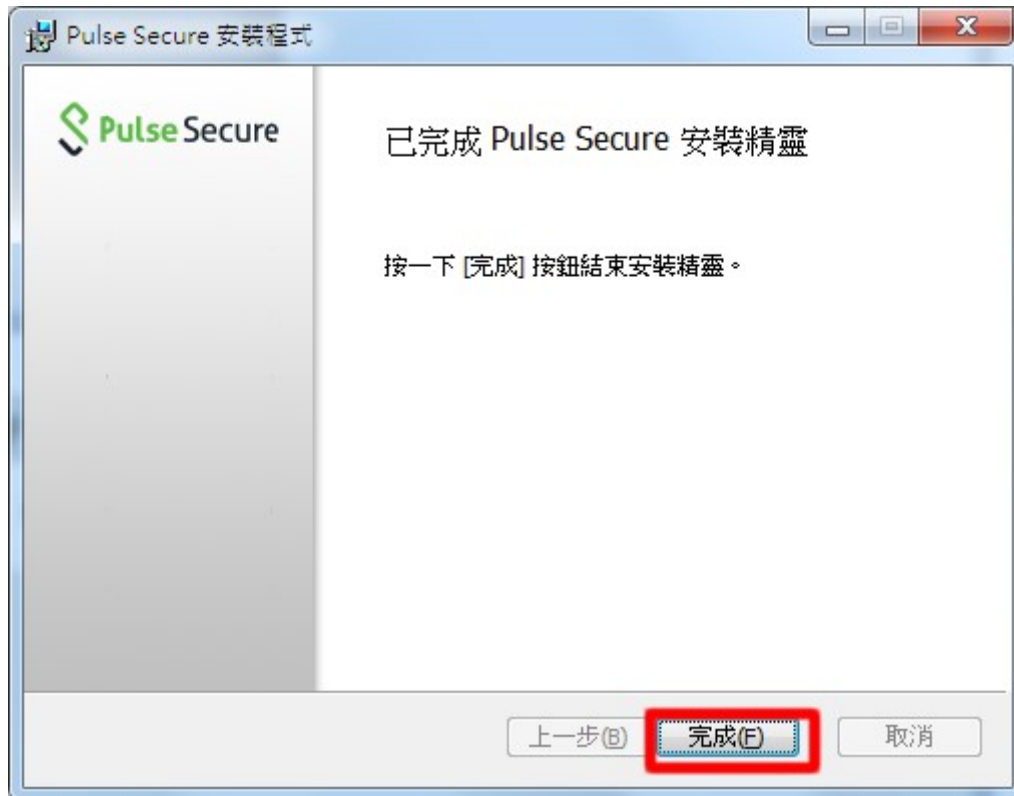 Pulse Secure 安裝程式
Pulse Secure
已完成 Pulse Secure 安裝精靈
按一下 [完成] 按鈕結束安裝精靈。
上一步(B) 完成(F) 取消